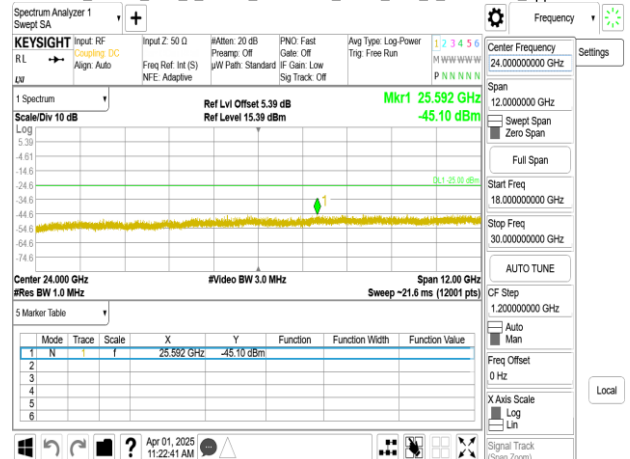 Spectrum Analyzer 1
Swept SA
Frequency
KEYSIGHT
Input: RF
Coupling: DC
Align: Auto
Input Z: 50 Ω
Freq Ref: Int (S)
NFE: Adaptive
#Atten: 20 dB
Preamp: Off
µW Path: Standard
PNO: Fast
Gate: Off
IF Gain: Low
Sig Track: Off
Avg Type: Log-Power
Trig: Free Run
1 2 3 4 5 6
M W W W W W
P N N N N N
RL
LW
1 Spectrum
Scale/Div 10 dB
Ref Lvl Offset 5.39 dB
Ref Level 15.39 dBm
Mkr1 25.592 GHz
-45.10 dBm
Log
5.39
-4.61
-14.6
-24.6
-34.6
-44.6
-54.6
-64.6
-74.6
DL1 -25.00 dBm
1
Center 24.000 GHz
#Video BW 3.0 MHz
Span 12.00 GHz
#Res BW 1.0 MHz
Sweep ~21.6 ms (12001 pts)
5 Marker Table
Mode Trace Scale X Y Function Function Width Function Value
1 N 1 f 25.592 GHz -45.10 dBm
2
3
4
5
6
Apr 01, 2025
11:22:41 AM
Center Frequency
24.000000000 GHz
Settings
Span
12.0000000 GHz
Swept Span
Zero Span
Full Span
Start Freq
18.000000000 GHz
Stop Freq
30.000000000 GHz
AUTO TUNE
CF Step
1.200000000 GHz
Auto
Man
Freq Offset
0 Hz
X Axis Scale
Log
Lin
Local
Signal Track
(Span Zoom)